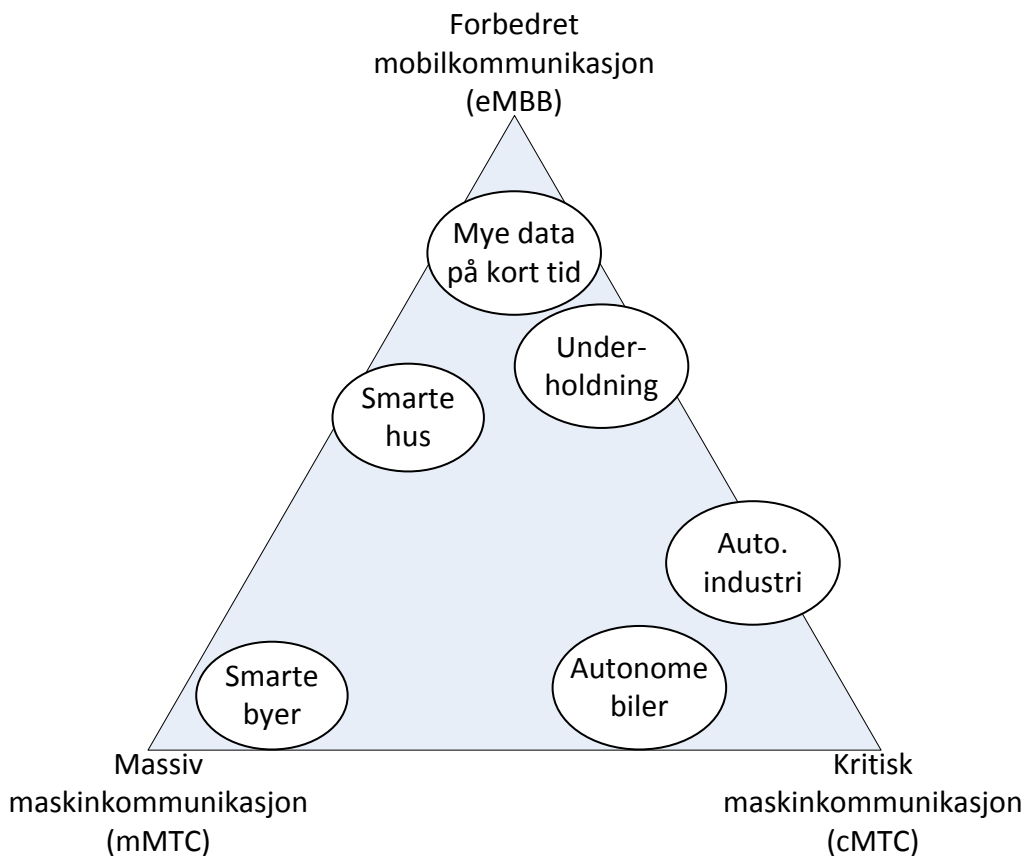 Forbedret
mobilkommunikasjon
(eMBB)
Mye data
på kort tid
Under-
holdning
Smarte
hus
Auto.
industri
Smarte
byer
Autonome
biler
Massiv
maskinkommunikasjon
(mMTC)
Kritisk
maskinkommunikasjon
(cMTC)